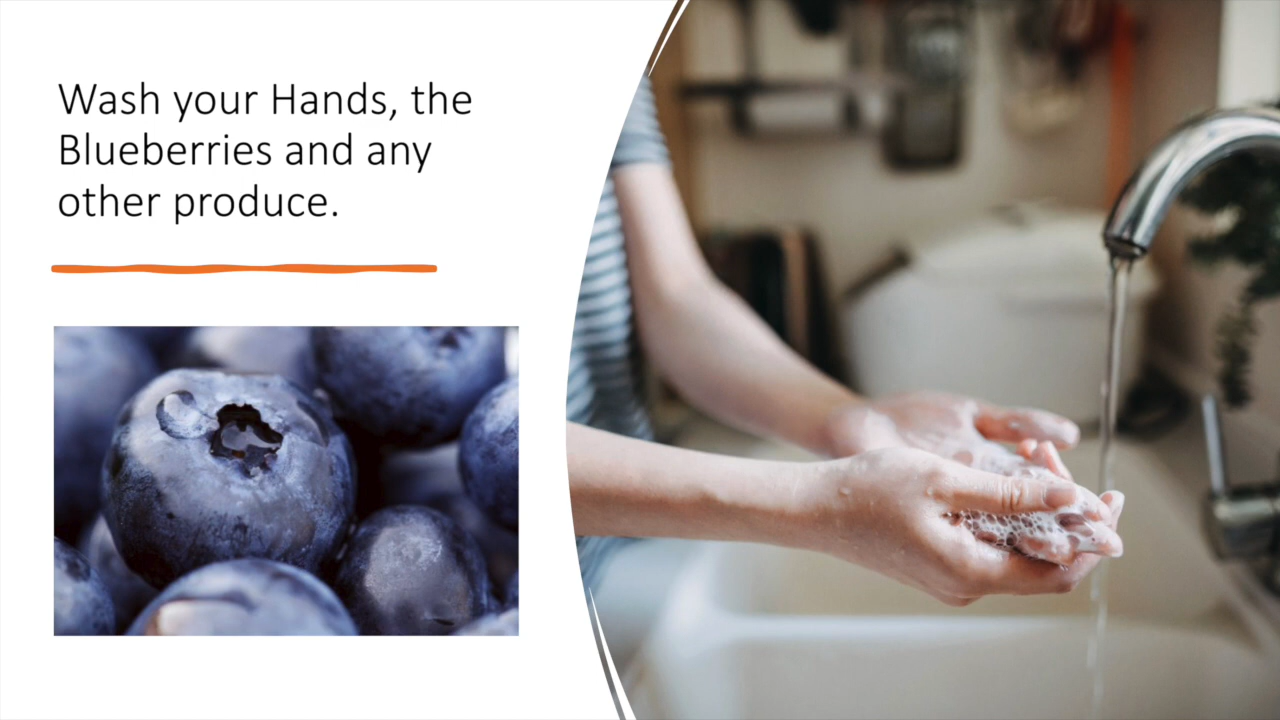 Wash your Hands, the
Blueberries and any
other produce.